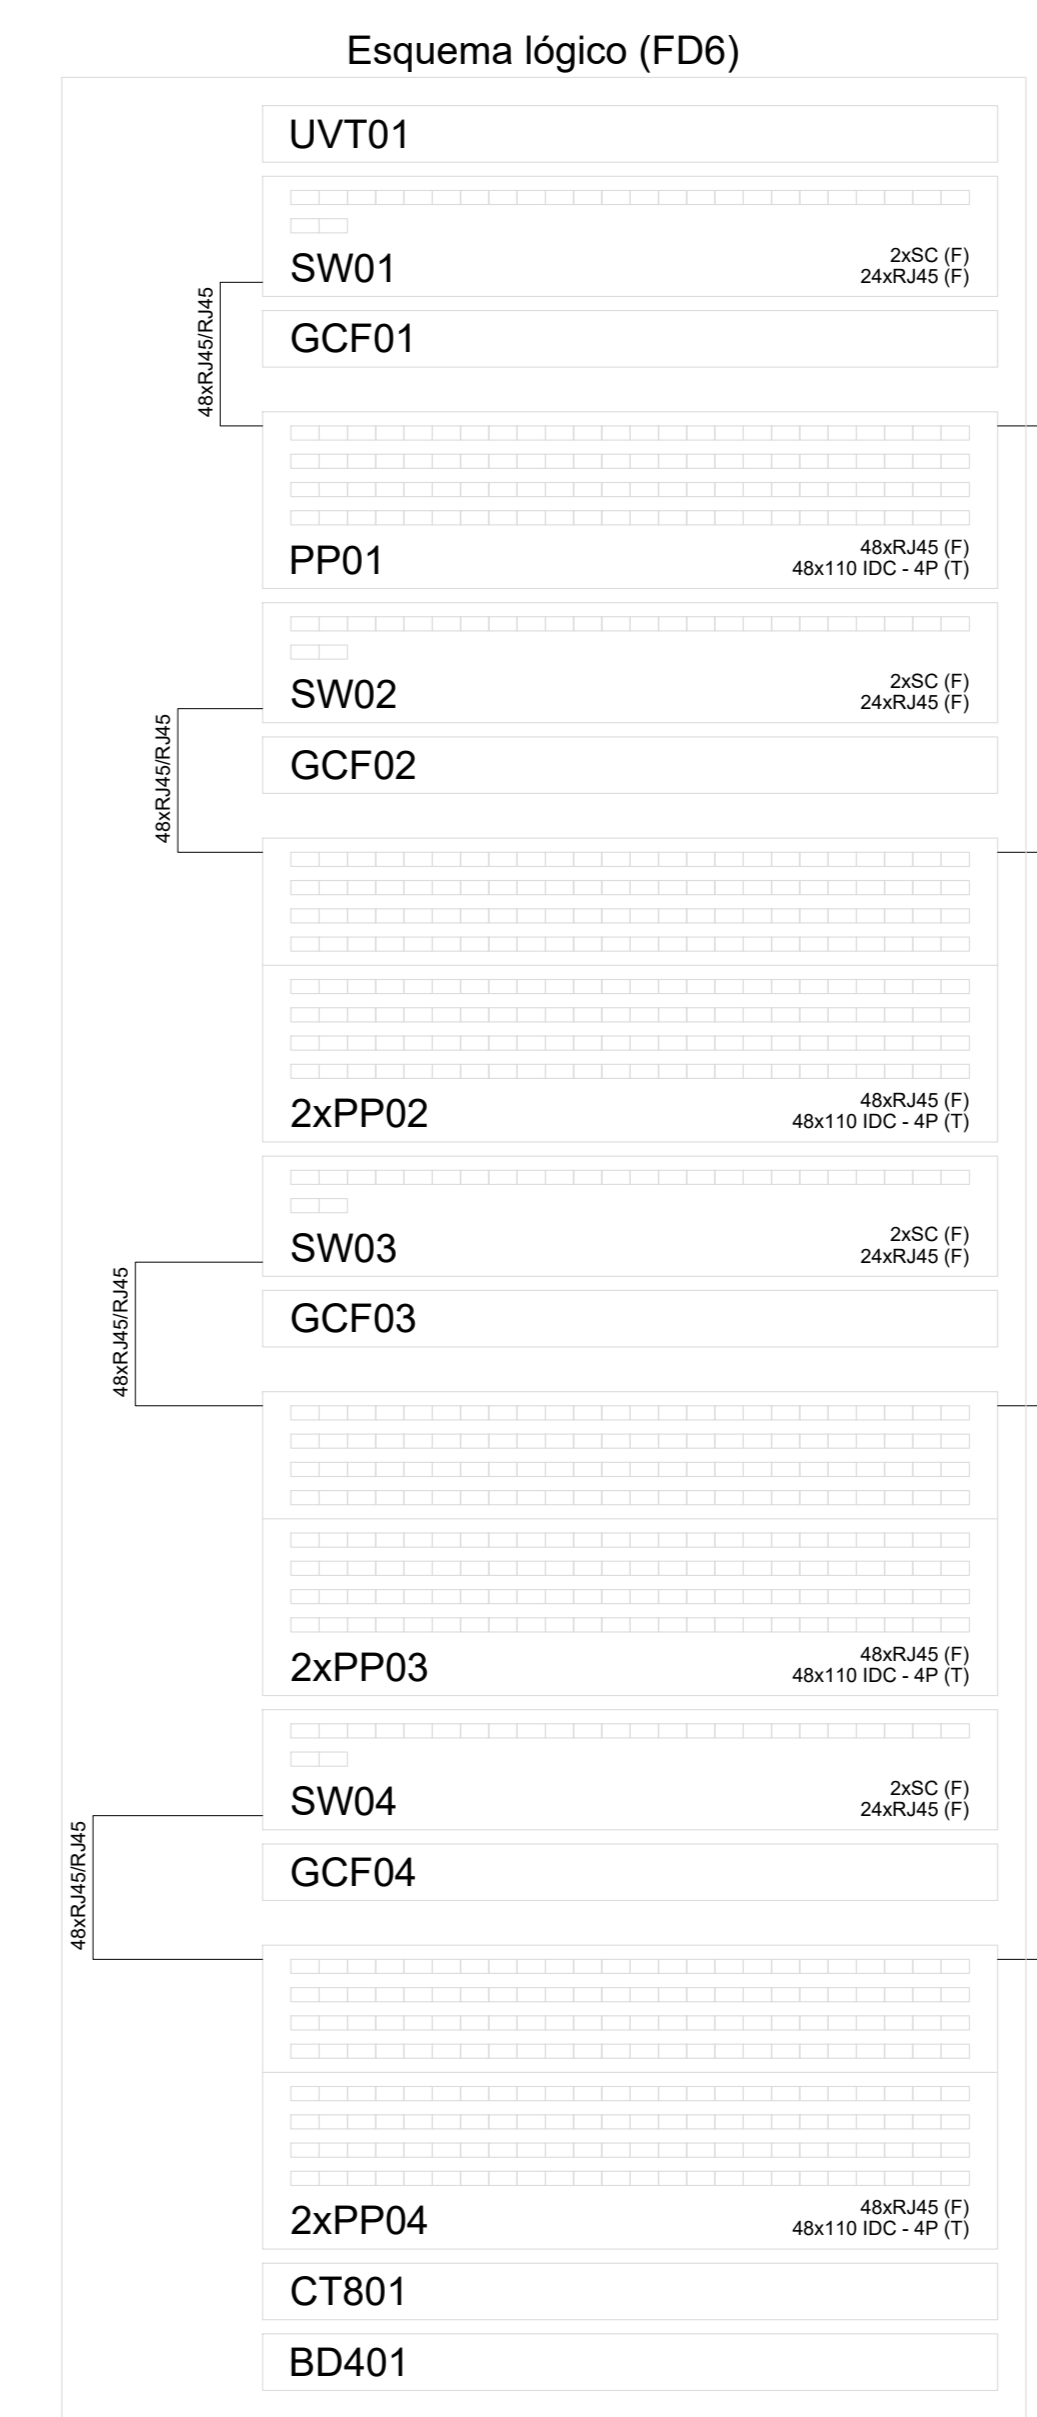 Esquema lógico (FD6)
UVT01
SW01
2xSC (F)
24xRJ45 (F)
48xRJ45/RJ45
GCF01
PP01
48xRJ45 (F)
48x110 IDC - 4P (T)
SW02
2xSC (F)
24xRJ45 (F)
48xRJ45/RJ45
GCF02
2xPP02
48xRJ45 (F)
48x110 IDC - 4P (T)
SW03
2xSC (F)
24xRJ45 (F)
48xRJ45/RJ45
GCF03
2xPP03
48xRJ45 (F)
48x110 IDC - 4P (T)
SW04
2xSC (F)
24xRJ45 (F)
48xRJ45/RJ45
GCF04
2xPP04
48xRJ45 (F)
48x110 IDC - 4P (T)
CT801
BD401